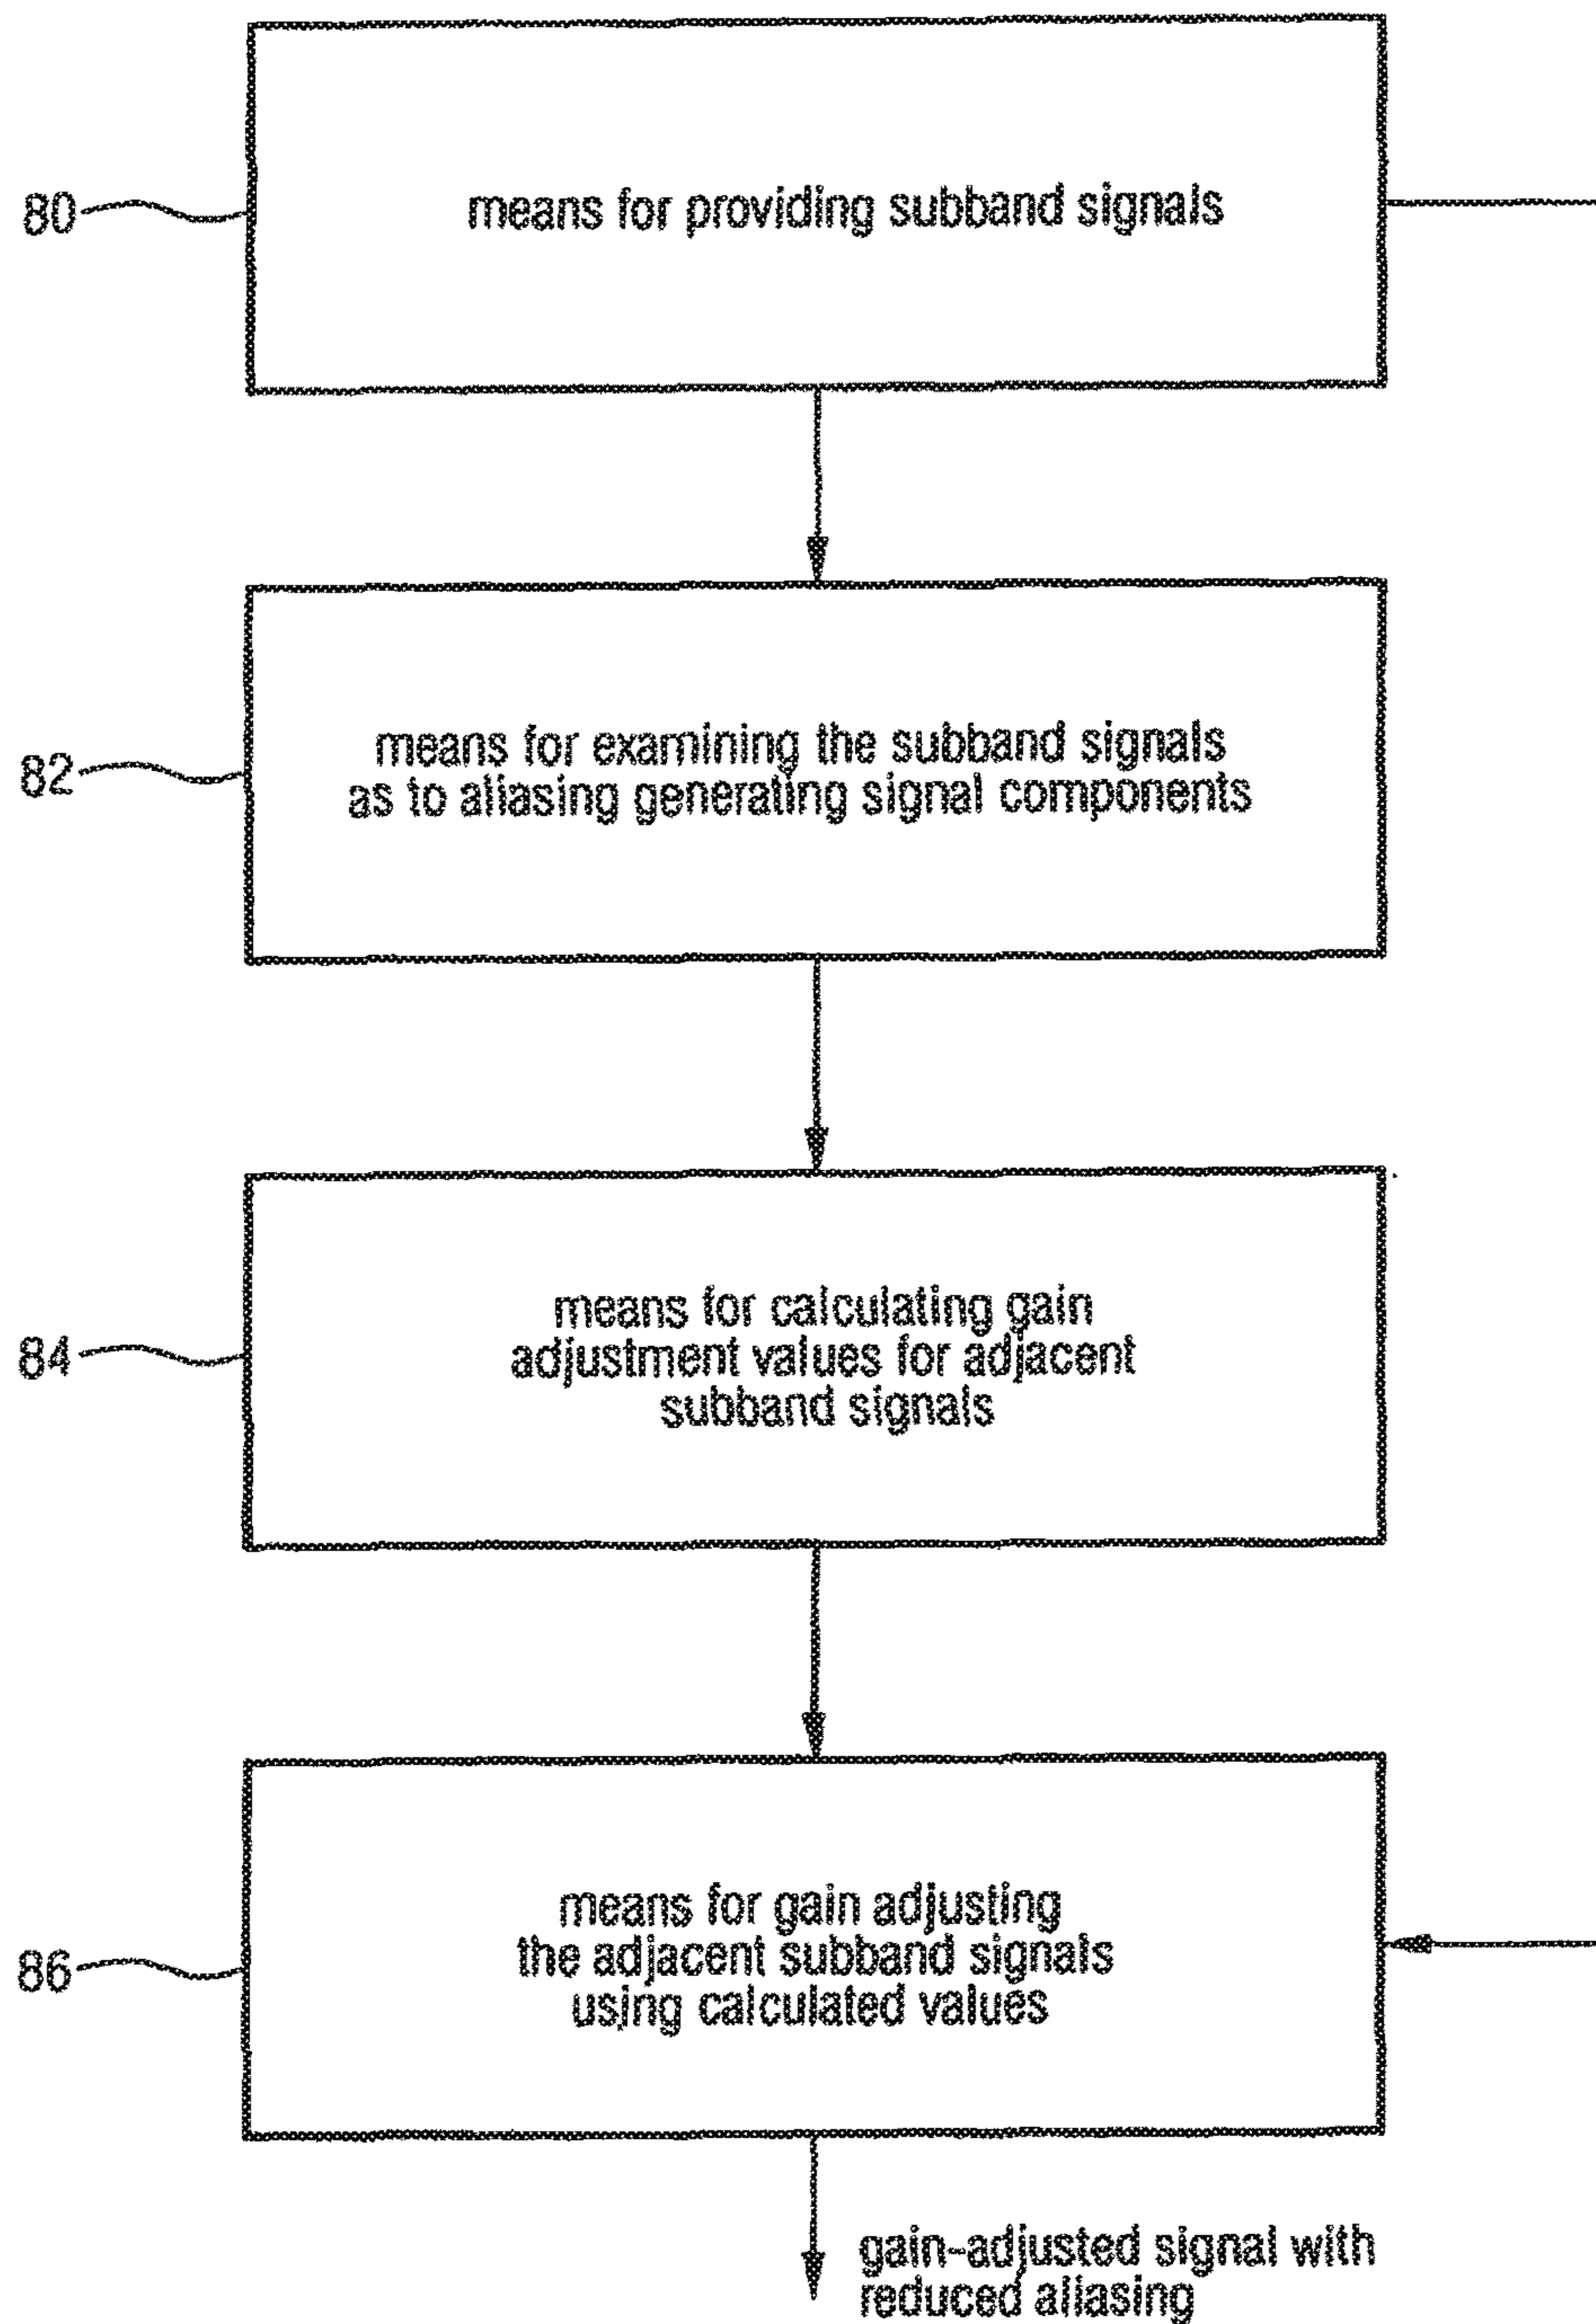 80
means for providing subband signals
82
means for examining the subband signals
as to aliasing generating signal components
84
means for calculating gain
adjustment values for adjacent
subband signals
86
means for gain adjusting
the adjacent subband signals
using calculated values
gain-adjusted signal with
reduced aliasing